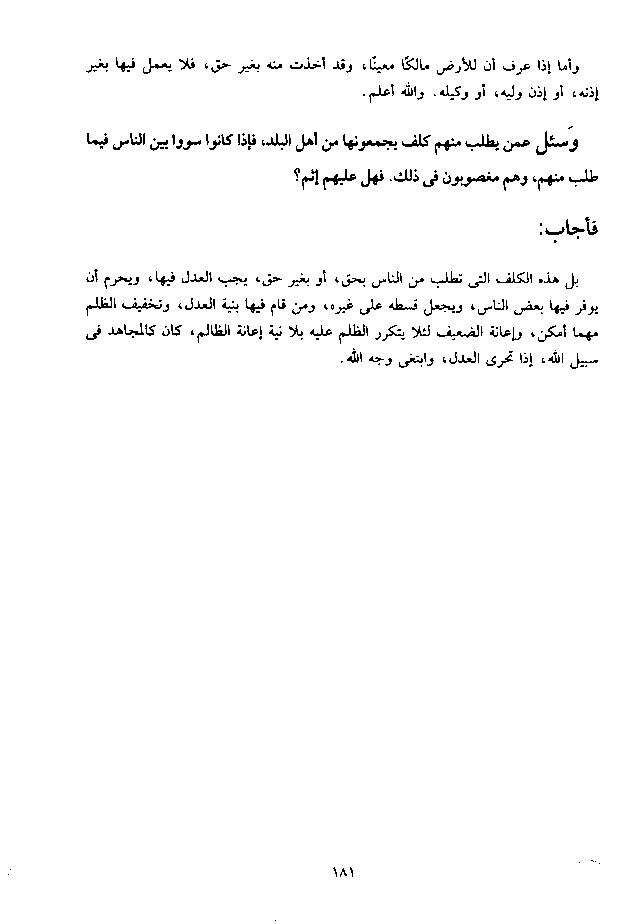 وأما إذا عرف أن للأرض مالكًا معينًا، وقد أخذت منه بغير حق، فلا يعمل فيها بغير
إذنه، أو إذن وليه، أو وكيله. والله أعلم.
وَسئل عمن يطلب منهم كلف يجمعونها من أهل البلد، فإذا كانوا سووا بين الناس فيما
طلب منهم، وهم مغصوبون فى ذلك. فهل عليهم إثم؟
فأجاب:
بل هذه الكلف التى تطلب من الناس بحق، أو بغير حق، يجب العدل فيها، ويحرم أن
يوفر فيها بعض الناس، ويجعل قسطه على غيره، ومن قام فيها بنية العدل، وتخفيف الظلم
مهما أمكن، وإعانة الضعيف لئلا يتكرر الظلم عليه بلا نية إعانة الظالم، كان كالمجاهد فى
سبيل الله، إذا تحرى العدل، وابتغى وجه الله.
١٨١